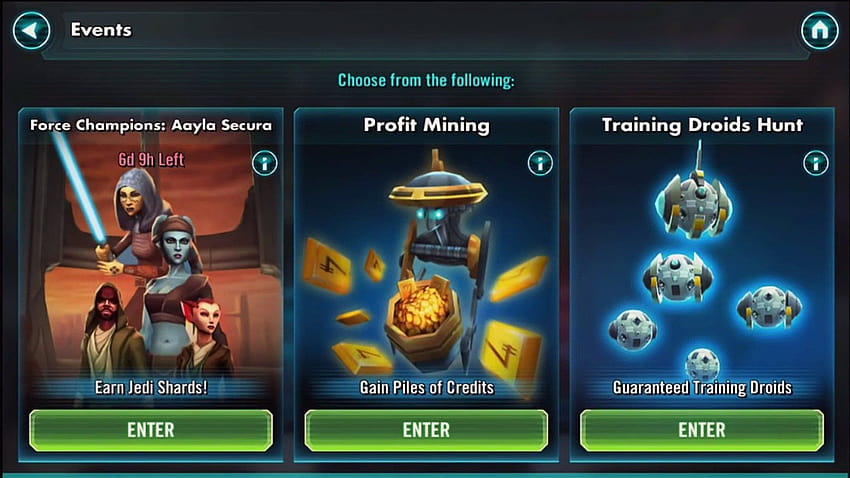 Events
Choose from the following:
Force Champions: Aayla Secura
6d 9h Left
Earn Jedi Shards!
ENTER
Profit Mining
Gain Piles of Credits
ENTER
Training Droids Hunt
Guaranteed Training Droids
ENTER